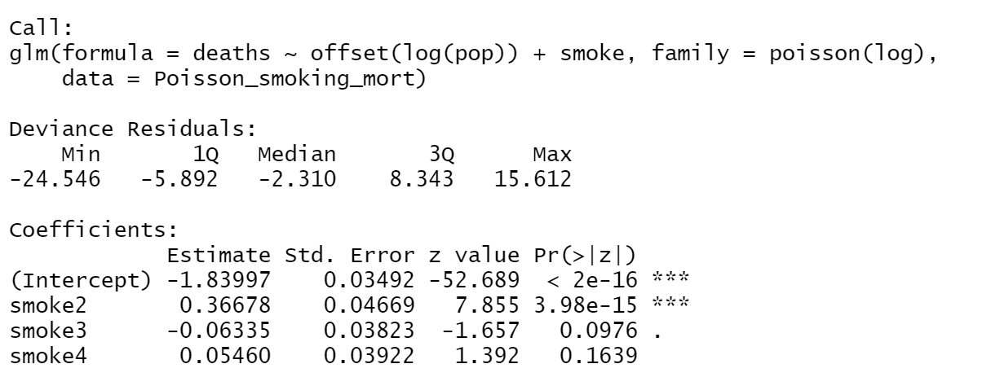 Call:
glm(formula = deaths ~ offset(log(pop)) + smoke, family = poisson(log),
    data = Poisson_smoking_mort)

Deviance Residuals:
    Min       1Q   Median       3Q      Max
-24.546   -5.892   -2.310    8.343   15.612

Coefficients:
            Estimate Std. Error z value Pr(>|z|)
(Intercept) -1.83997    0.03492 -52.689  < 2e-16 ***
smoke2       0.36678    0.04669   7.855 3.98e-15 ***
smoke3      -0.06335    0.03823  -1.657   0.0976 .
smoke4       0.05460    0.03922   1.392   0.1639